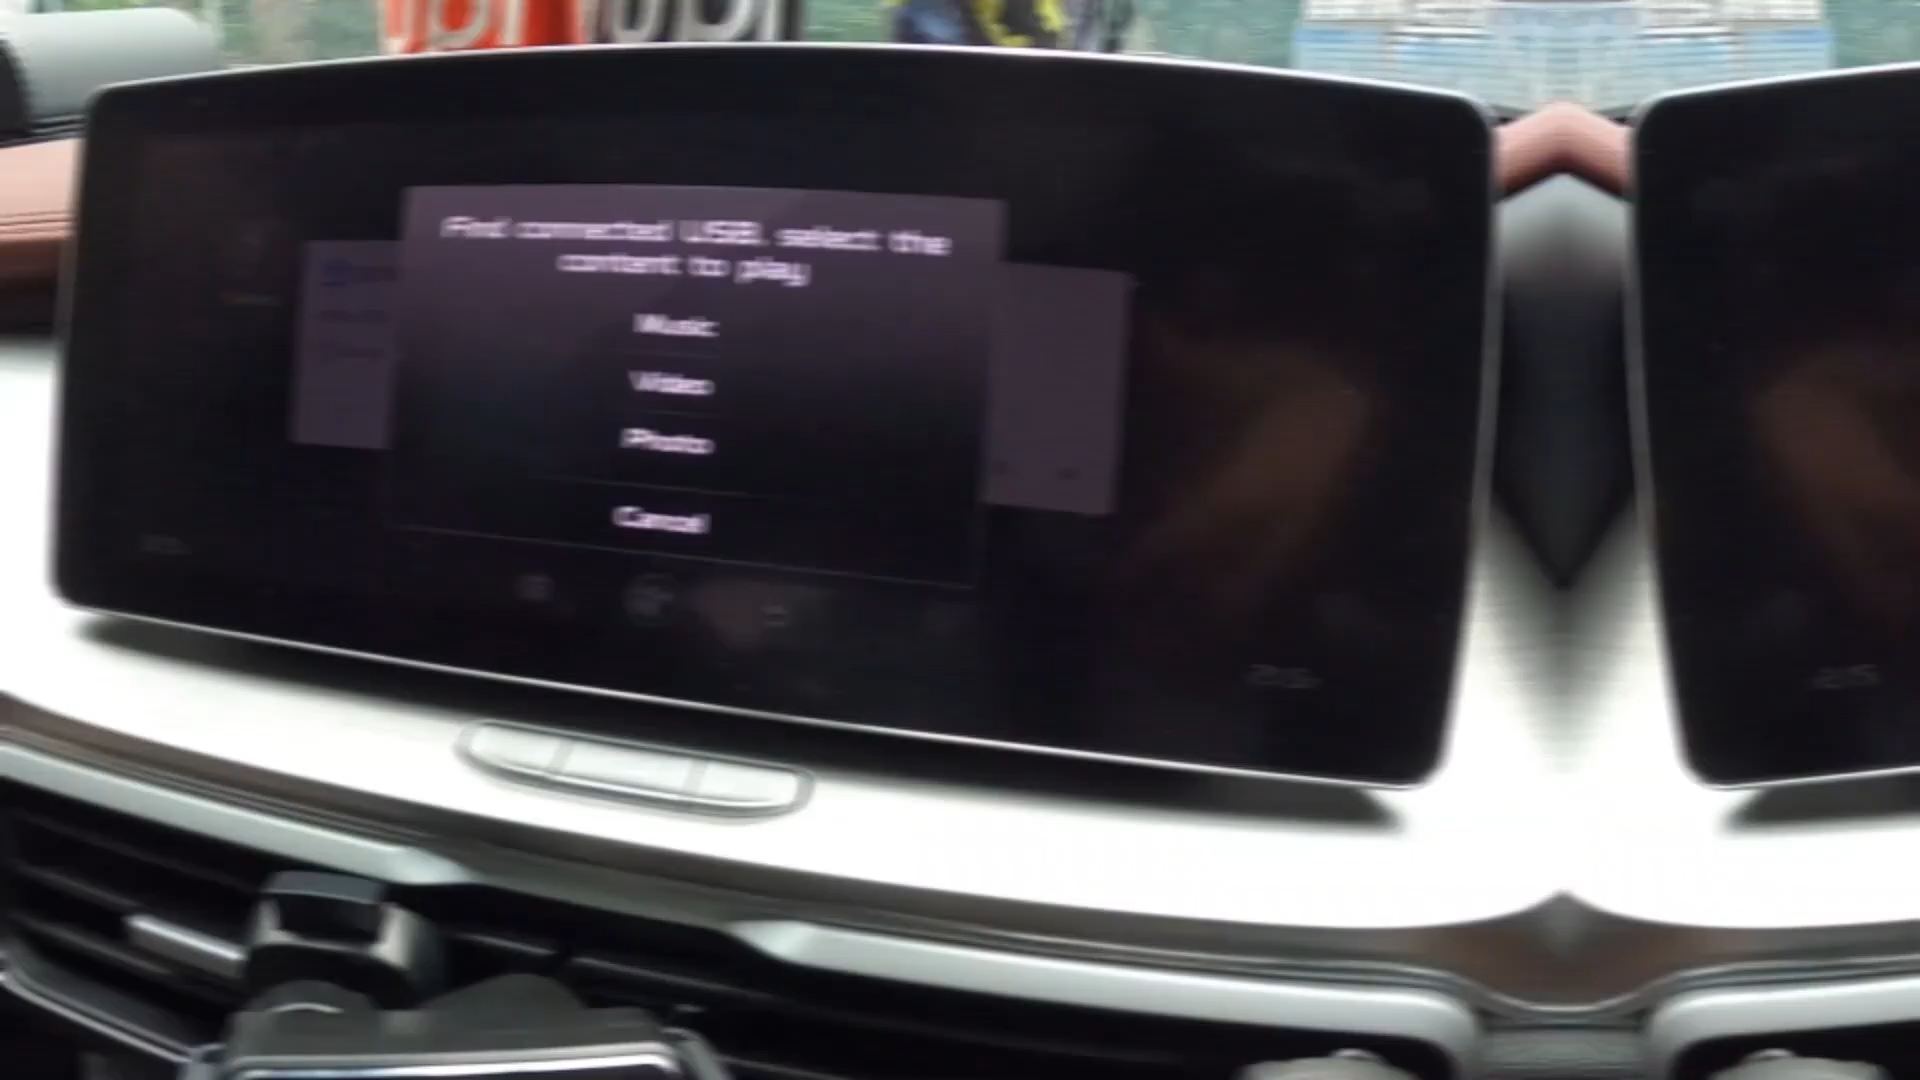 Find connected USB, select the
content to play
Music
Video
Photo
Cancel